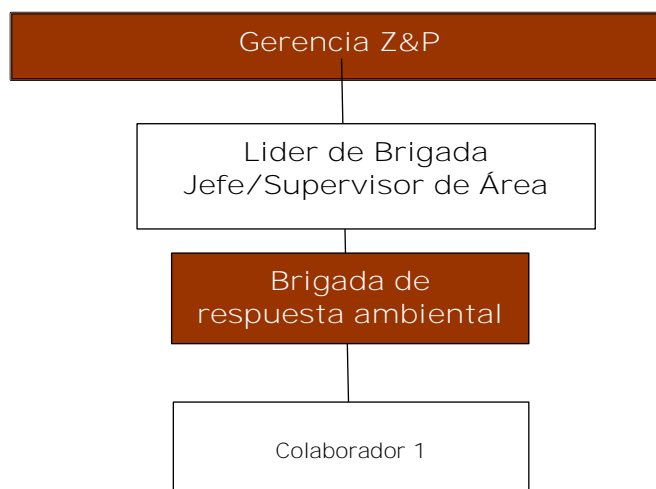 Gerencia Z&P
Lider de Brigada
Jefe/Supervisor de Área
Brigada de
respuesta ambiental
Colaborador 1